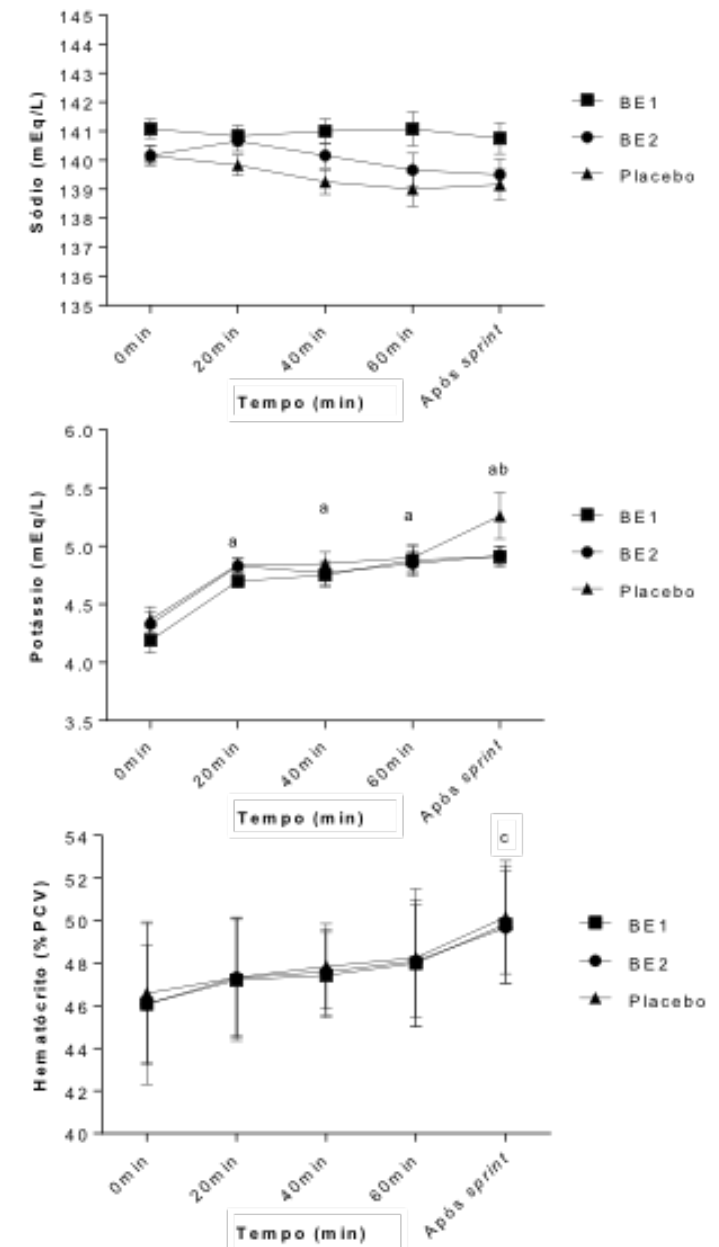 Sódio (mEq/L)
145
144
143
142
141
140
139
138
137
136
135
0min
20min
40min
60min
Após sprint
Tempo (min)
BE1
BE2
Placebo
Potássio (mEq/L)
6.0
5.5
5.0
4.5
4.0
3.5
a
a
a
ab
0min
20min
40min
60min
Após sprint
Tempo (min)
BE1
BE2
Placebo
Hematócrito (%PCV)
54
52
50
48
46
44
42
40
c
0min
20min
40min
60min
Após sprint
Tempo (min)
BE1
BE2
Placebo